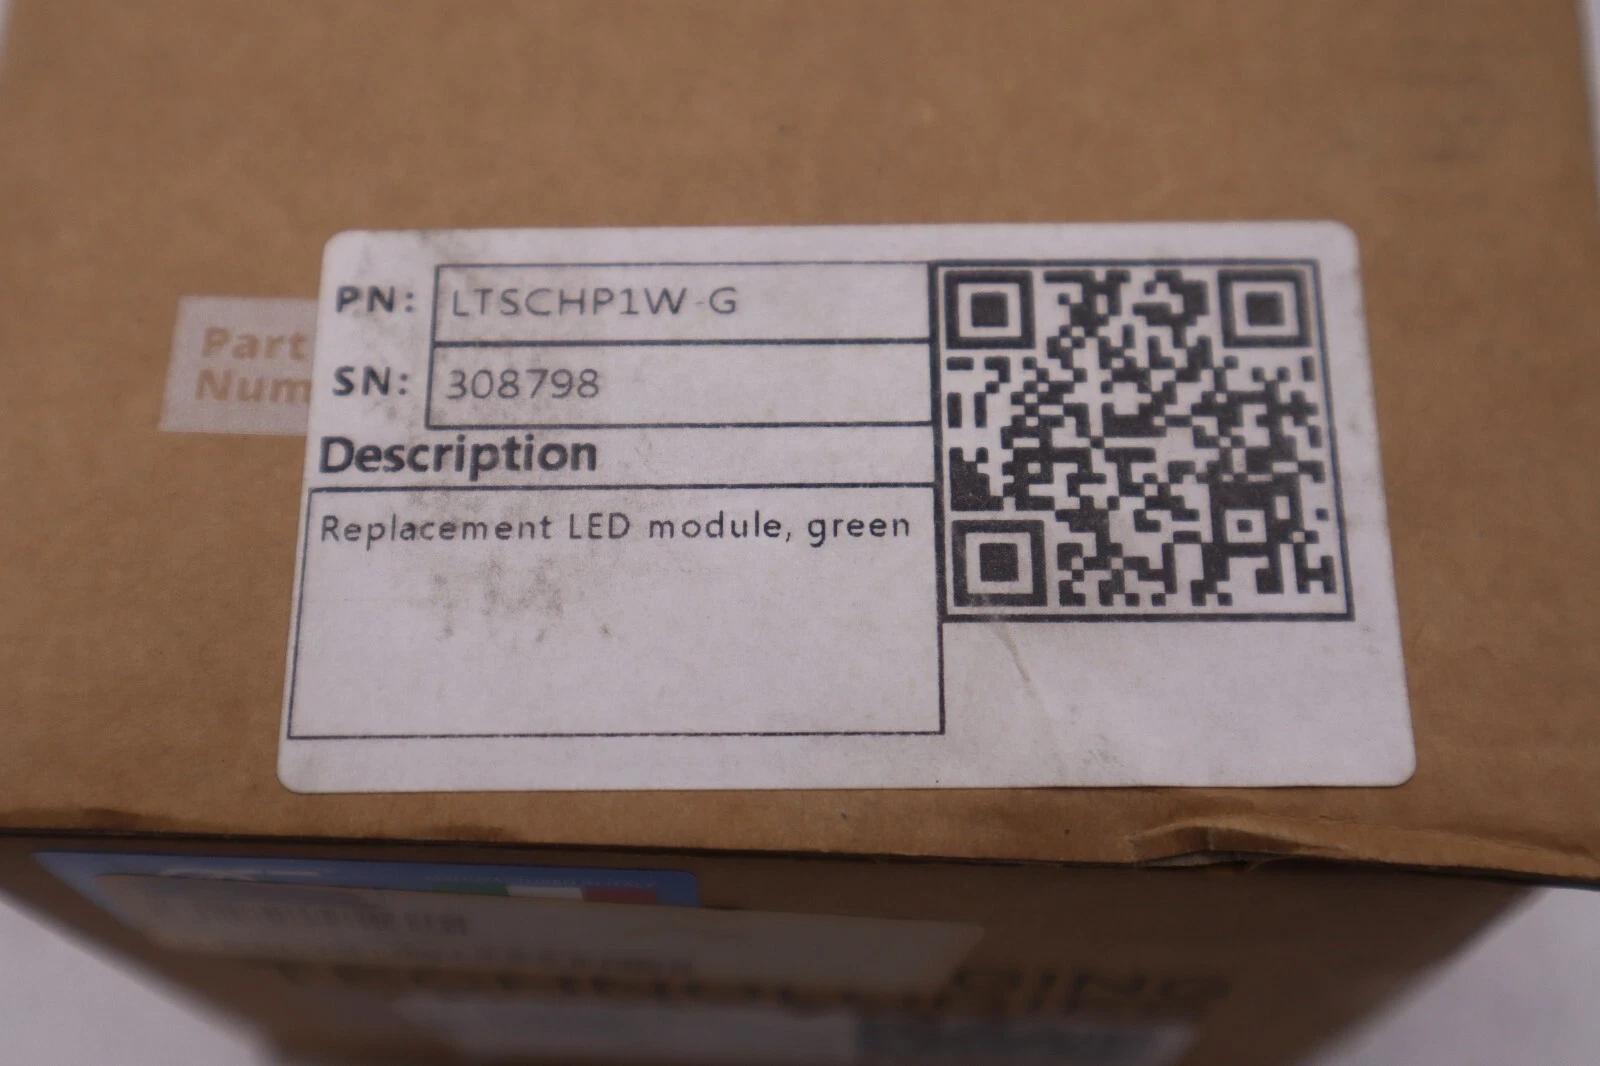 PN: LTSCHP1W-G
Part
Num
SN: 308798
Description
Replacement LED module, green